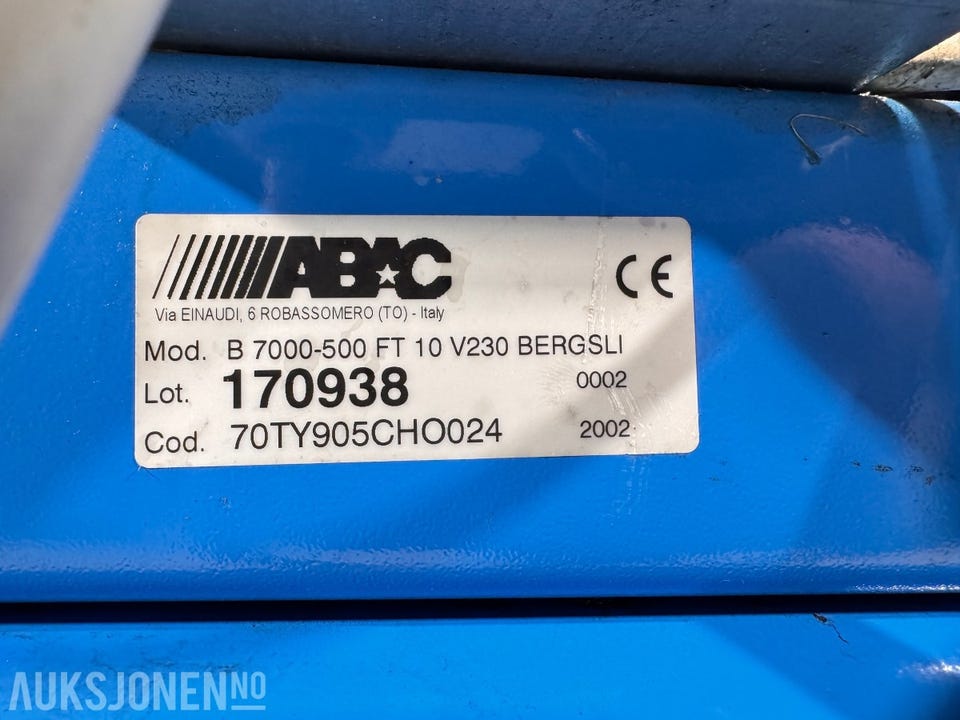 ABAC CE
Via EINAUDI, 6 ROBASSOMERO (TO) - Italy
Mod. B 7000-500 FT 10 V230 BERGSLI
Lot. 170938 0002
Cod. 70TY905CHO024 2002
AUKSJONEN.NO